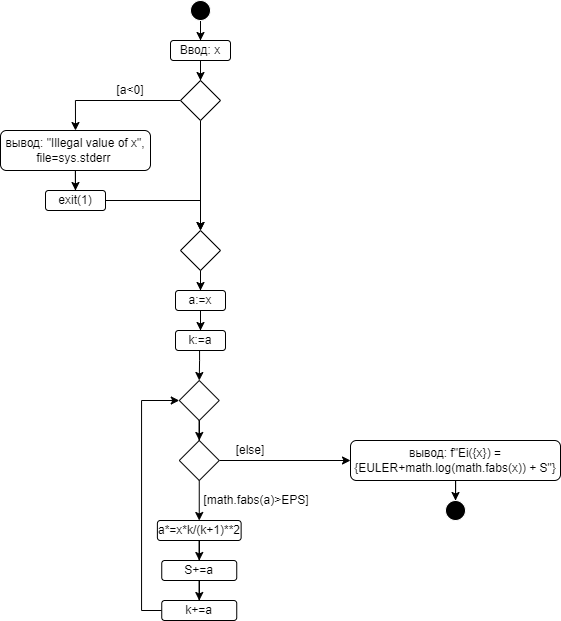 Ввод: x
[a<0]
вывод: "Illegal value of x",
file=sys.stderr
exit(1)
a:=x
k:=a
[else]
вывод: f"Ei({x}) =
{EULER+math.log(math.fabs(x)) + S"}
[math.fabs(a)>EPS]
a*=x*k/(k+1)**2
S+=a
k+=a